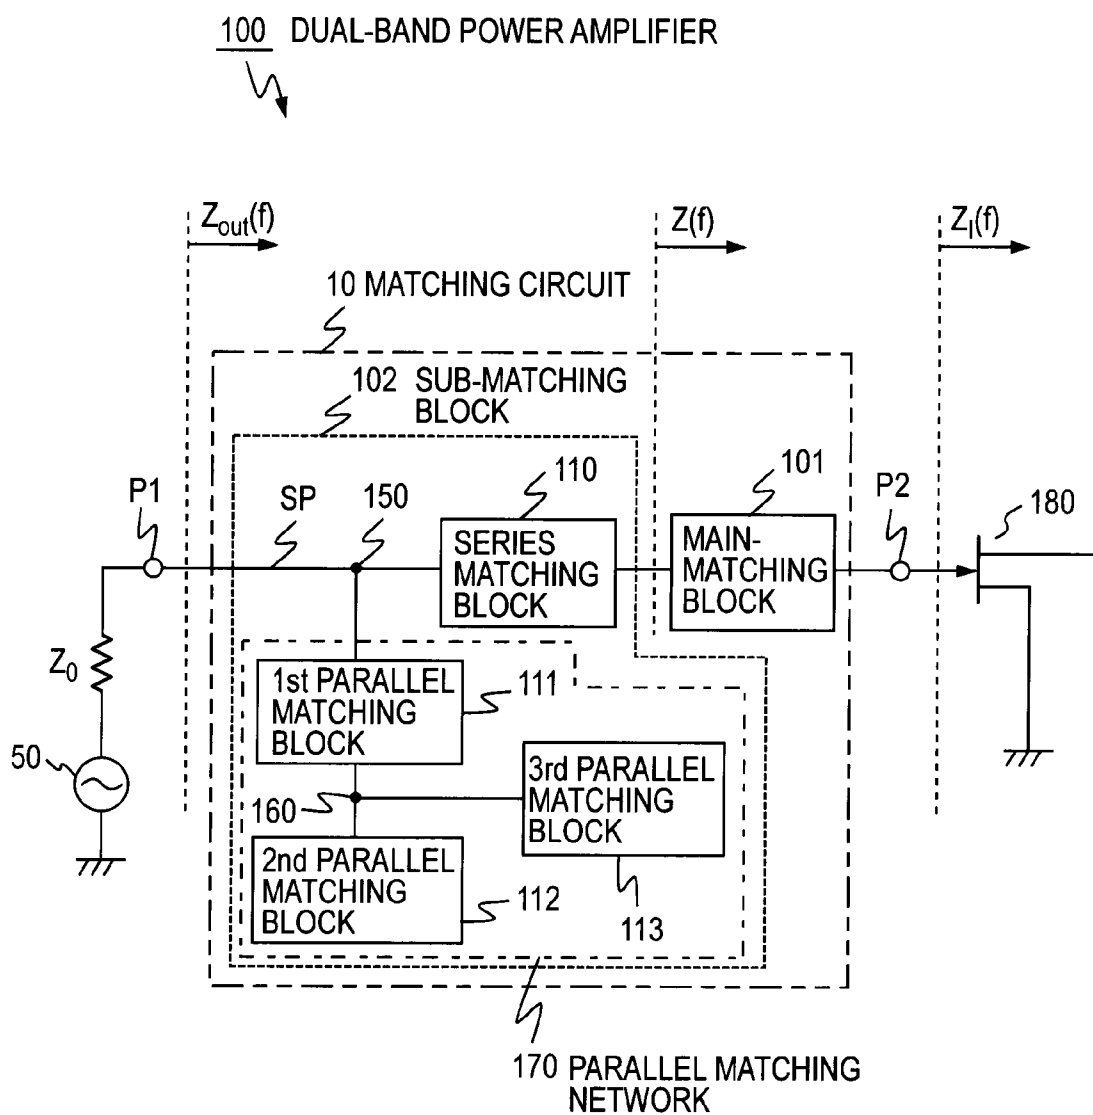 100 DUAL-BAND POWER AMPLIFIER
Zout(f)
Z(f)
ZI(f)
10 MATCHING CIRCUIT
102 SUB-MATCHING
BLOCK
P1
SP
150
110
101
P2
180
SERIES
MATCHING
BLOCK
MAIN-
MATCHING
BLOCK
Z0
1st PARALLEL
MATCHING
BLOCK
111
50
160
3rd PARALLEL
MATCHING
BLOCK
2nd PARALLEL
MATCHING
BLOCK
112
113
170 PARALLEL MATCHING
NETWORK